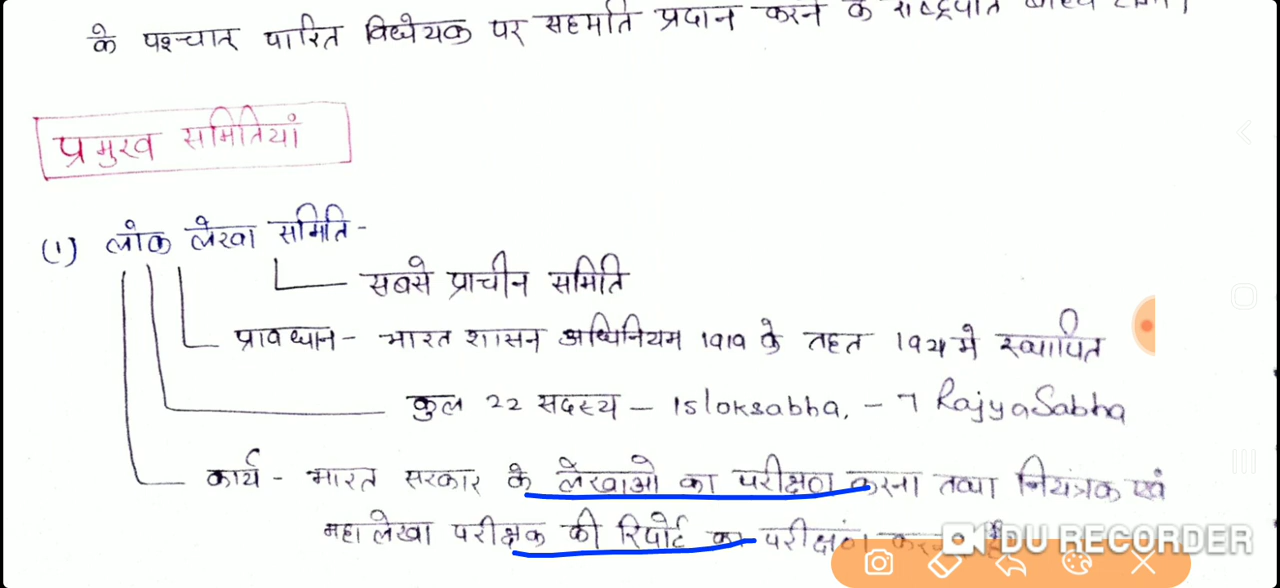 के पश्चात् पारित विधेयक पर सहमति प्रदान करने के राष्ट्रपति
प्रमुख समितियां
(1) लोक लेखा समिति-
सबसे प्राचीन समिति
प्रावधान- भारत शासन अधिनियम 1919 के तहत 1921 मे स्थापित
कुल 22 सदस्य - 15 loksabha, - 7 RajyaSabha
कार्य - भारत सरकार के लेखाओ का परीक्षण करना तथा नियंत्रक एवं
महालेखा परीक्षक की रिपोर्ट का परीक्षण
DU RECORDER